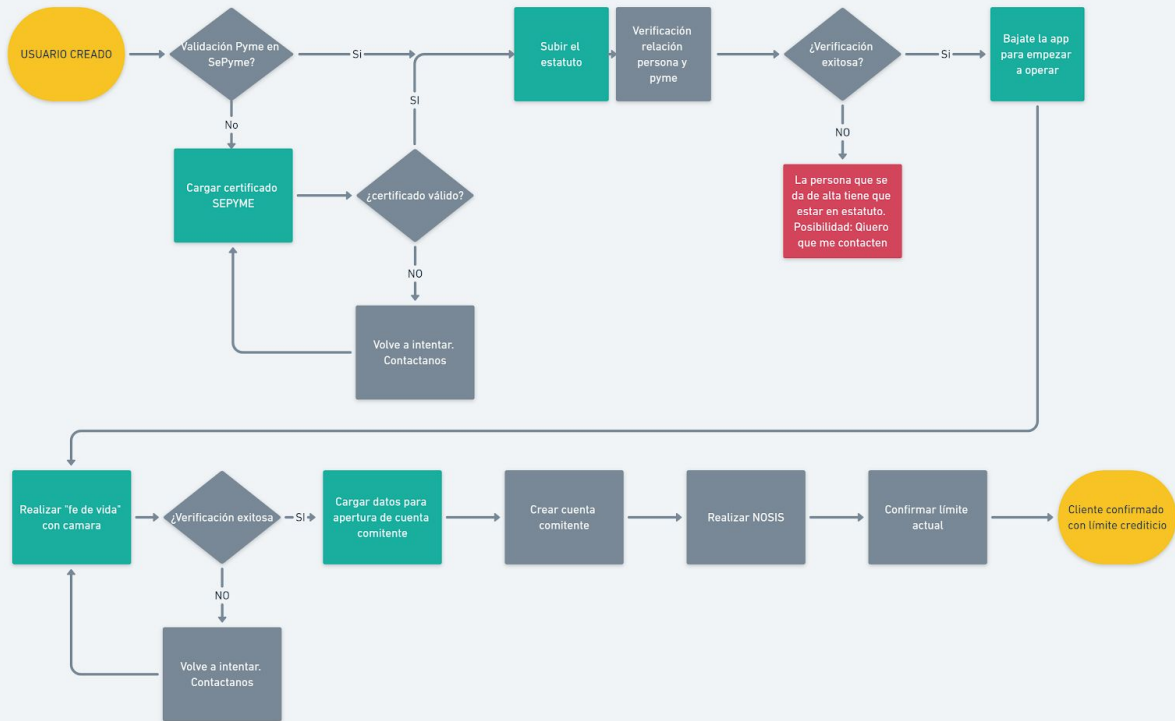 USUARIO CREADO
Validación Pyme en
SePyme?
Si
Subir el
estatuto
Verificación
relación
persona y
pyme
¿Verificación
exitosa?
Si
Bajate la app
para empezar
a operar
SI
No
NO
Cargar certificado
SEPYME
¿certificado válido?
La persona que se
da de alta tiene que
estar en estatuto.
Posibilidad: Qiuero
que me contacten
NO
Volve a intentar.
Contactanos
Realizar "fe de vida"
con camara
¿Verificación exitosa
SI
Cargar datos para
apertura de cuenta
comitente
Crear cuenta
comitente
Realizar NOSIS
Confirmar límite
actual
Cliente confirmado
con límite crediticio
NO
Volve a intentar.
Contactanos